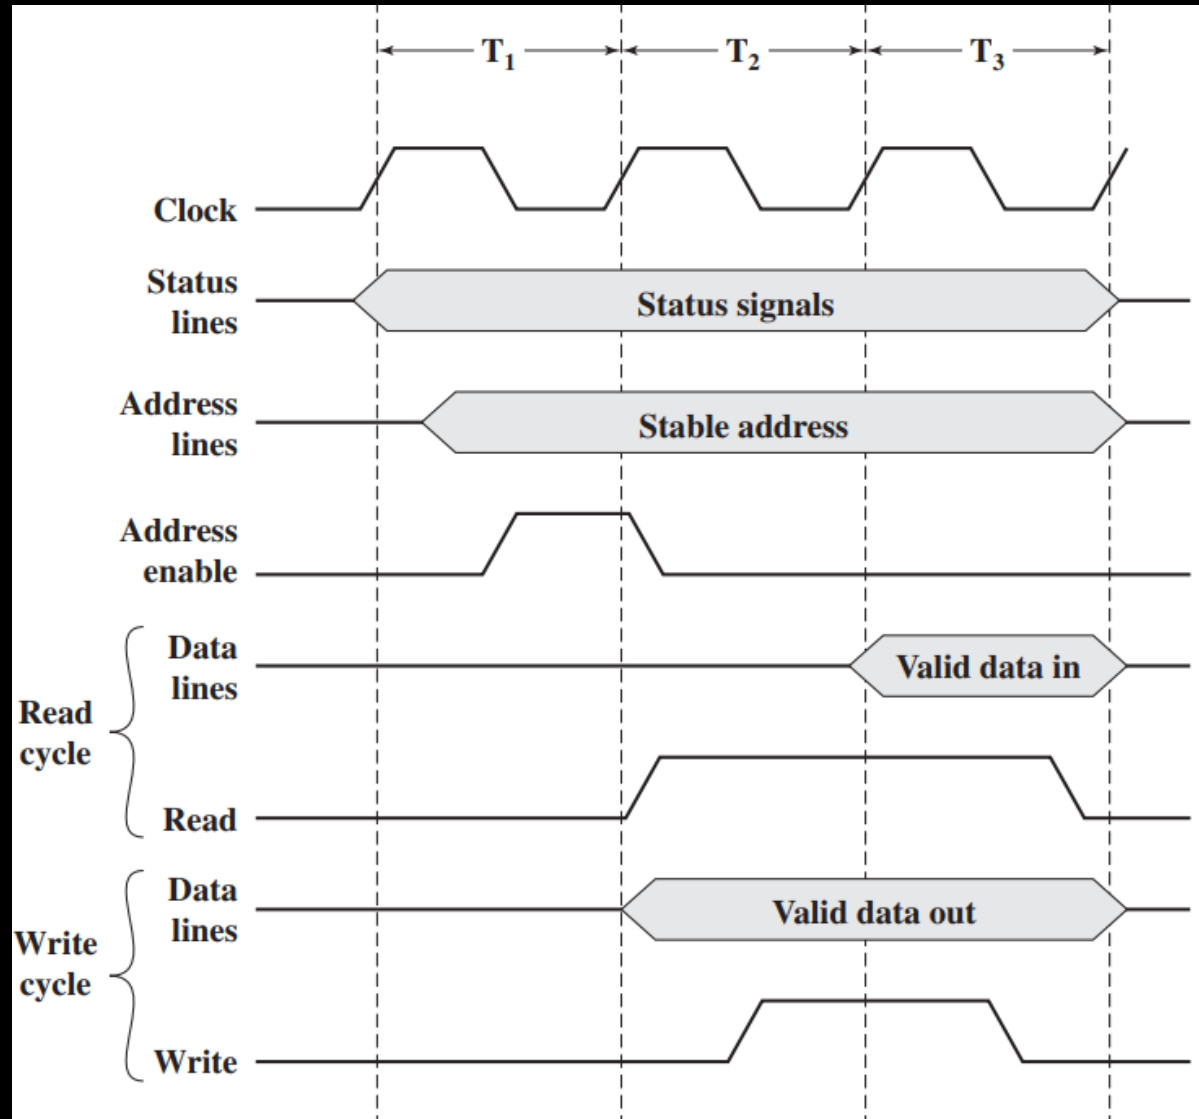 T1 T2 T3
Clock
Status
lines
Status signals
Address
lines
Stable address
Address
enable
Read
cycle
Data
lines
Valid data in
Read
Write
cycle
Data
lines
Valid data out
Write